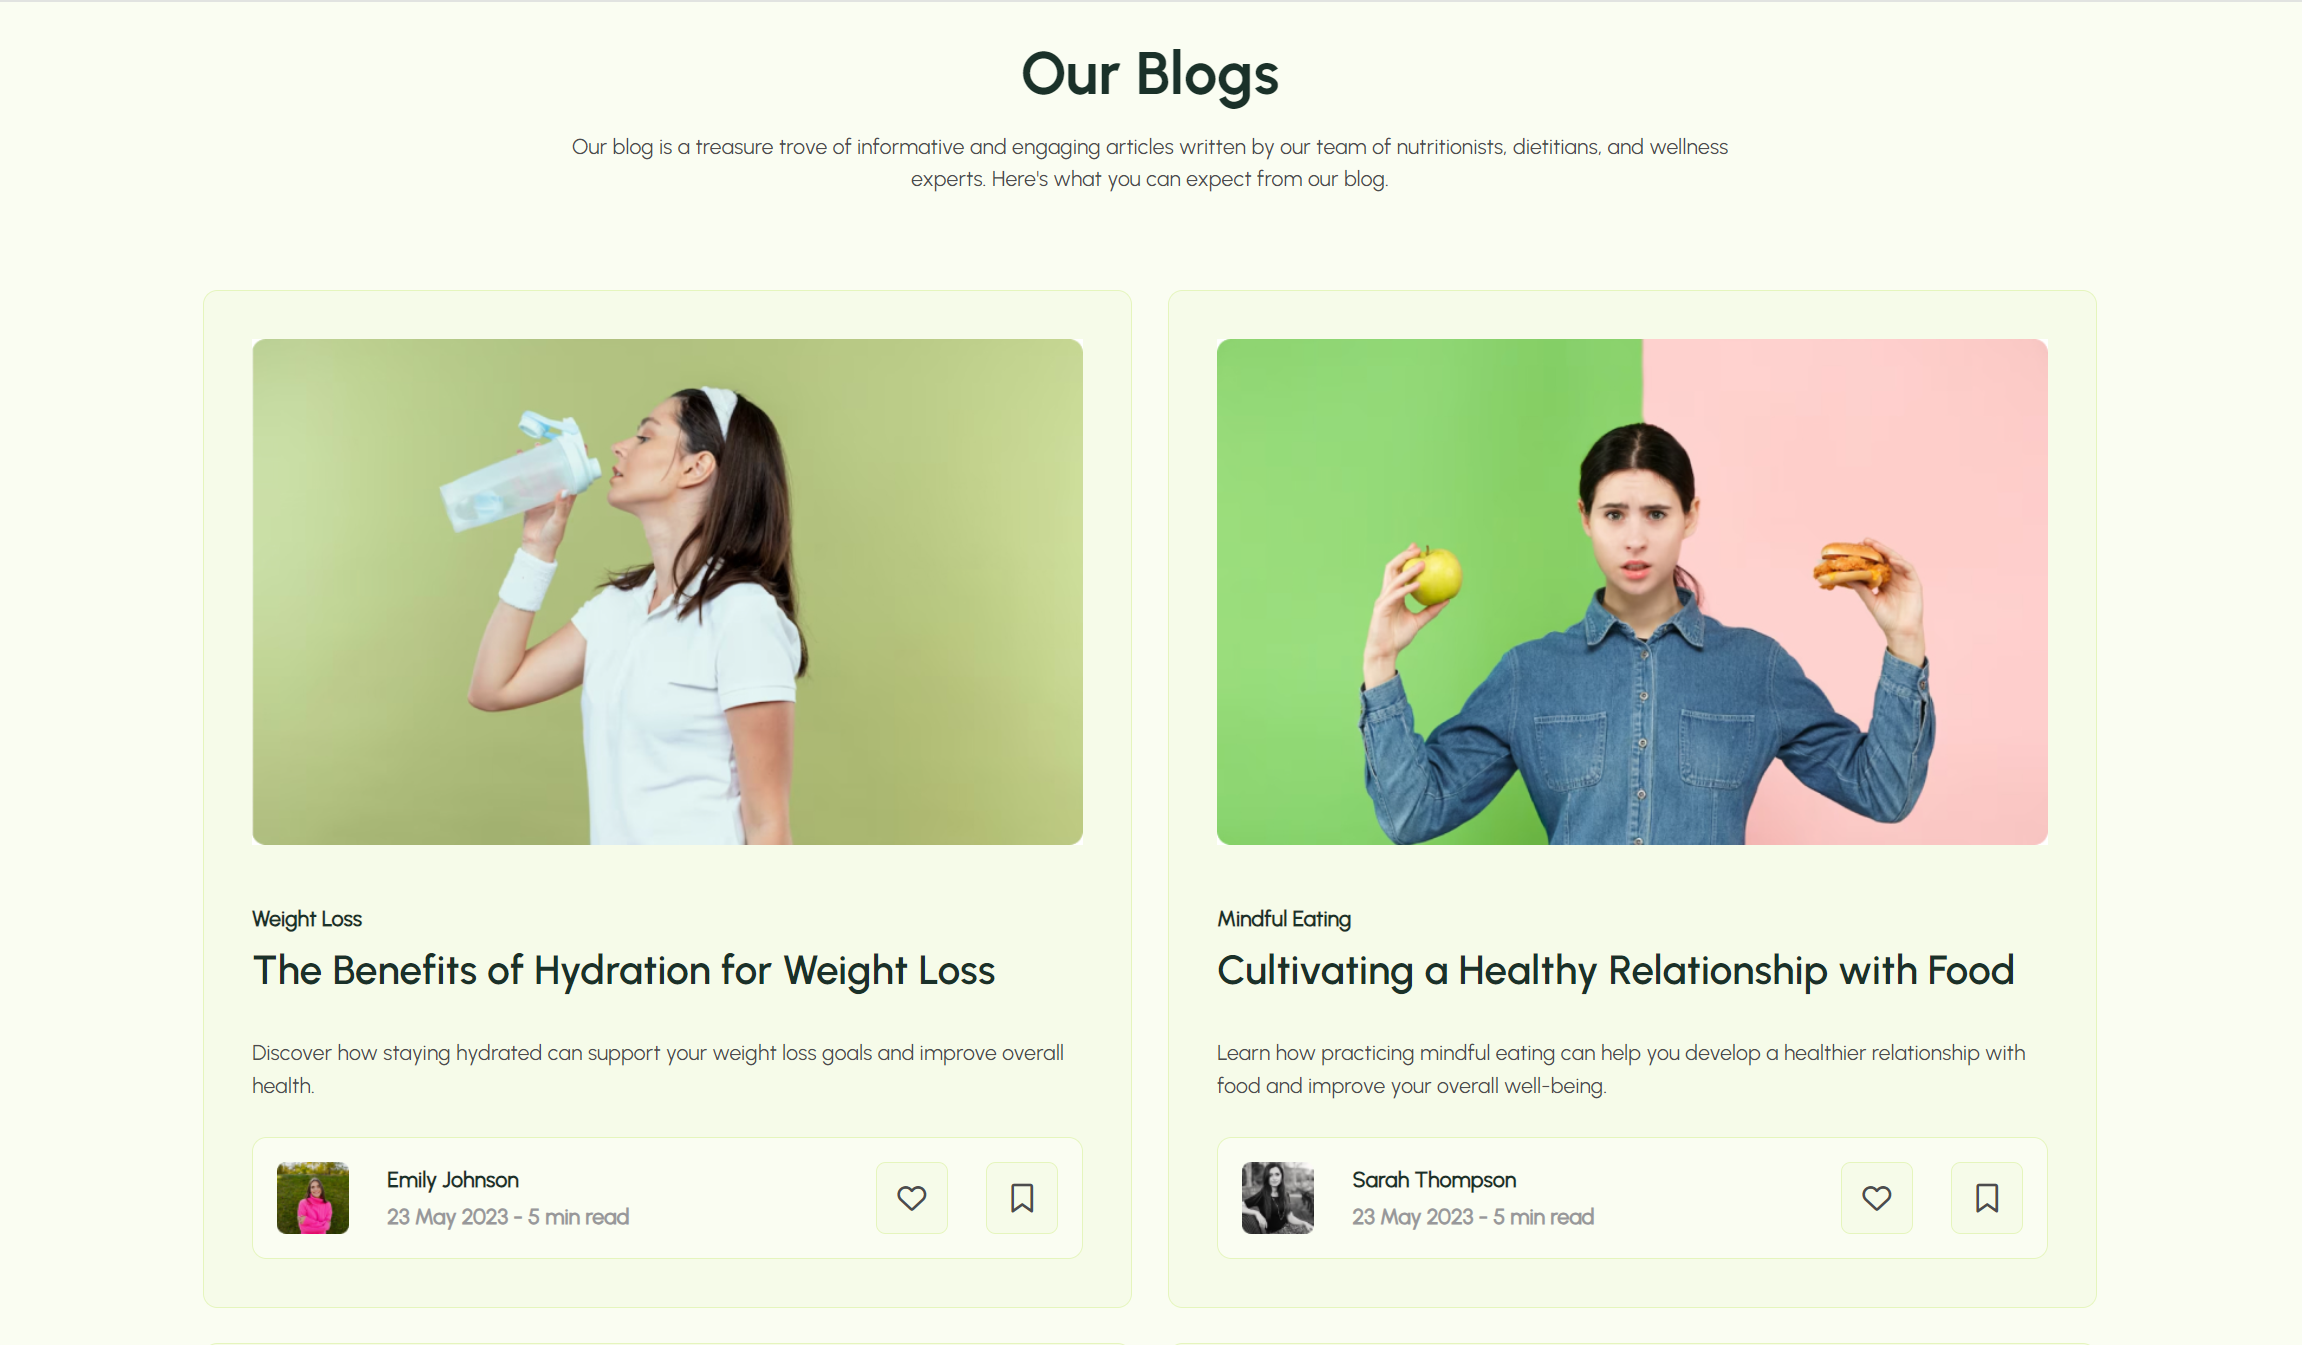 Our Blogs
Our blog is a treasure trove of informative and engaging articles written by our team of nutritionists, dietitians, and wellness
experts. Here's what you can expect from our blog.
Weight Loss
The Benefits of Hydration for Weight Loss
Discover how staying hydrated can support your weight loss goals and improve overall
health.
Emily Johnson
23 May 2023 - 5 min read
Mindful Eating
Cultivating a Healthy Relationship with Food
Learn how practicing mindful eating can help you develop a healthier relationship with
food and improve your overall well-being.
Sarah Thompson
23 May 2023 - 5 min read